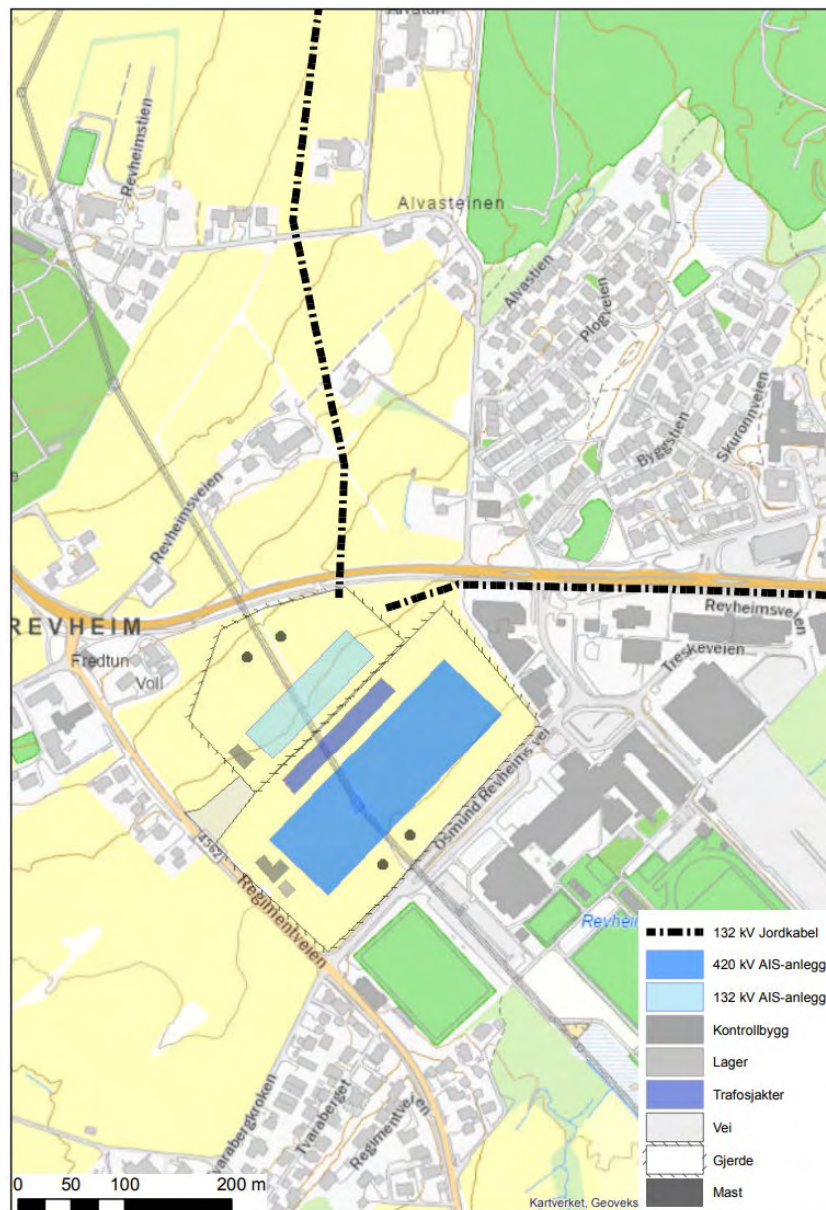 Revheimstien
Alvasteinen
Alvastien
Plogveien
Byggstien
Skuronnveien
Revheimsveien
REVHEIM
Fredtun
Voll
Revheimsveien
Treskeveien
Osmund Revheims vei
4562
Regimentveien
Tvaraberget
Regimentveien
132 kV Jordkabel
420 kV AIS-anlegg
132 kV AIS-anlegg
Kontrollbygg
Lager
Trafosjakter
Vei
Gjerde
Mast
0 50 100 200 m
Kartverket, Geoveks